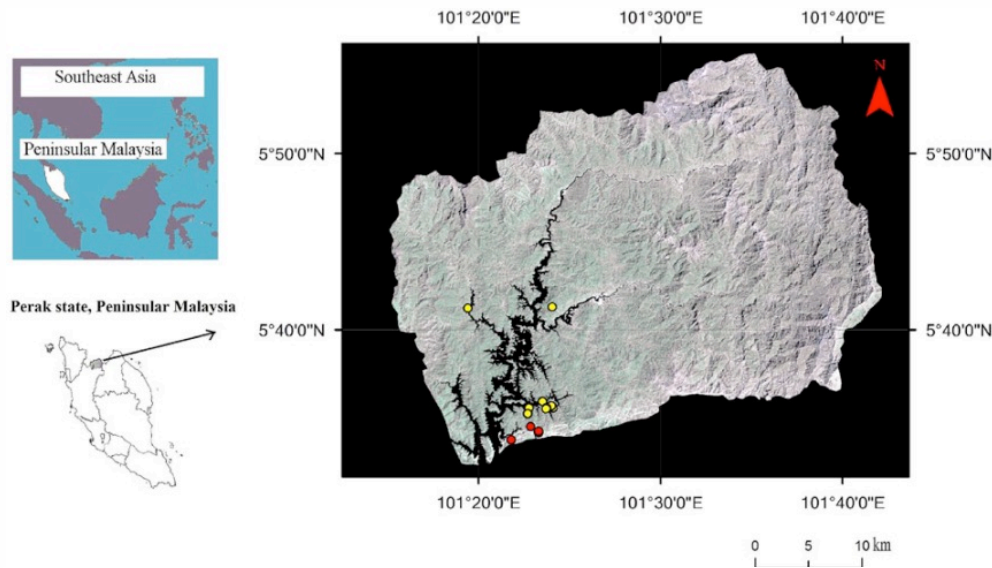 Southeast Asia
Peninsular Malaysia
Perak state, Peninsular Malaysia
101°20'0"E 101°30'0"E 101°40'0"E
N
5°50'0"N 5°50'0"N
5°40'0"N 5°40'0"N
101°20'0"E 101°30'0"E 101°40'0"E
0 5 10 km